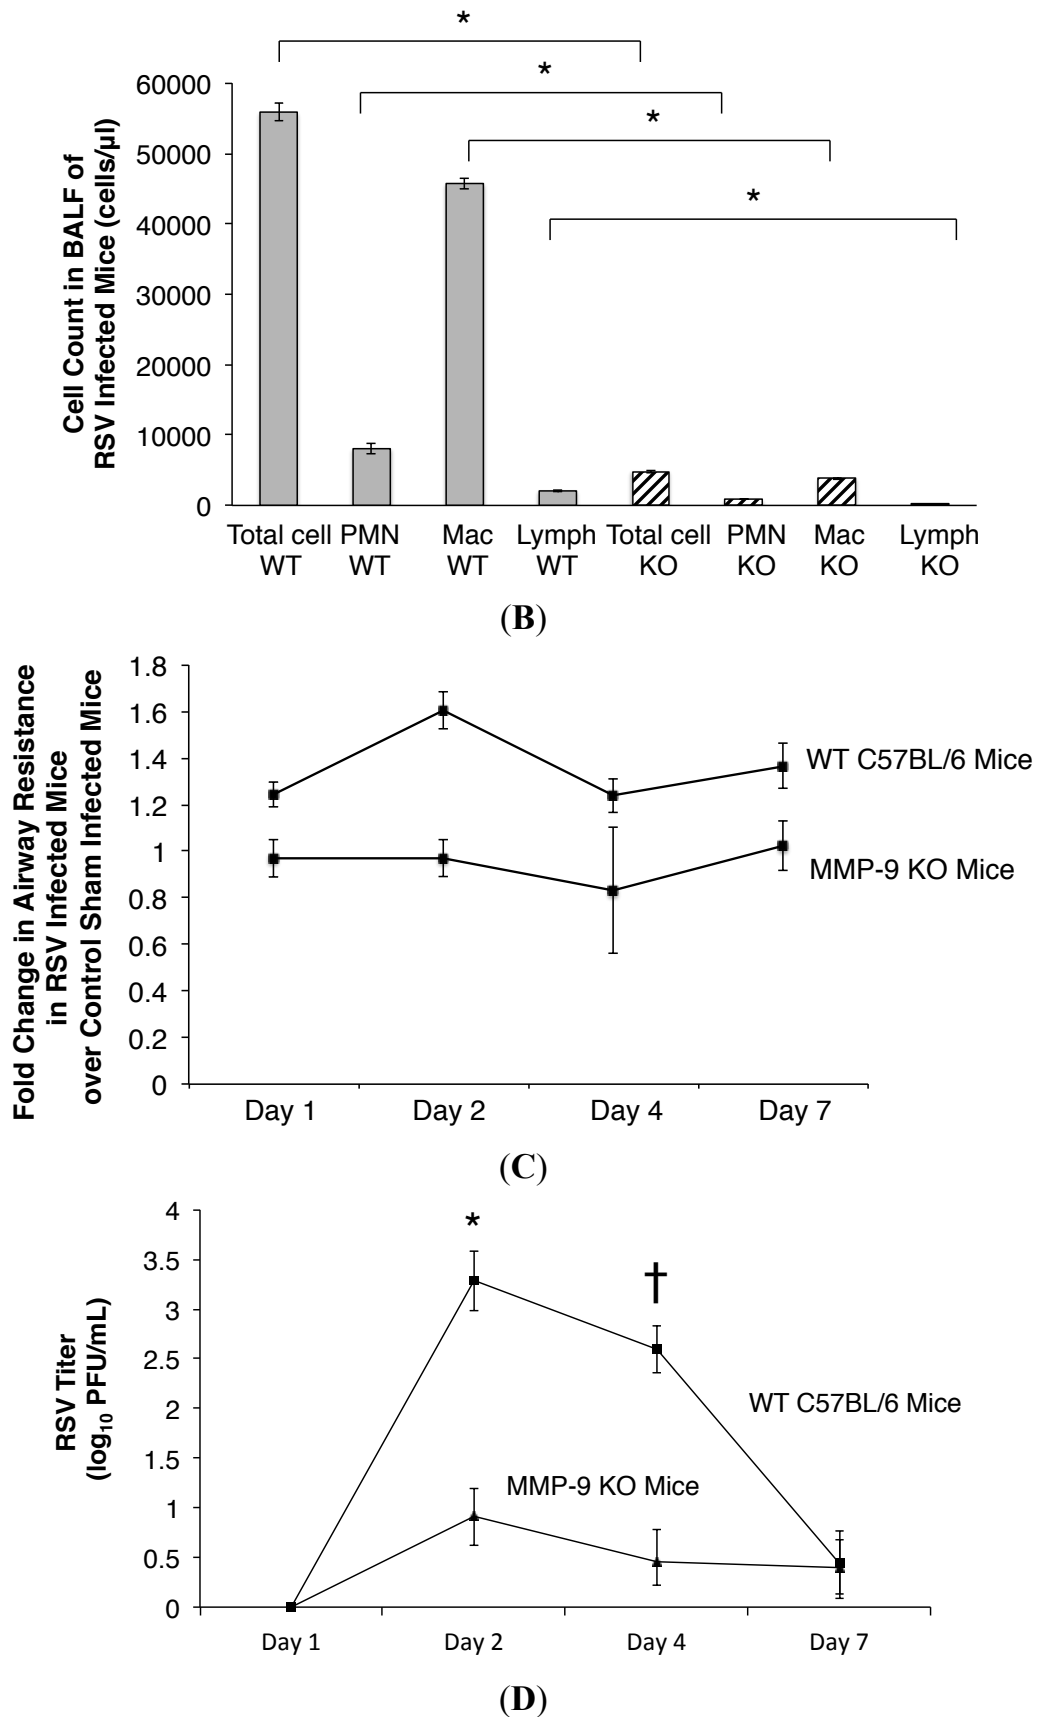 *
*
*
*
60000
50000
40000
30000
20000
10000
0
Cell Count in BALF of
RSV Infected Mice (cells/µl)
Total cell PMN Mac Lymph Total cell PMN Mac Lymph
WT WT WT WT KO KO KO KO
(B)
1.8
1.6
1.4
1.2
1
0.8
0.6
0.4
0.2
0
Fold Change in Airway Resistance
in RSV Infected Mice
over Control Sham Infected Mice
WT C57BL/6 Mice
MMP-9 KO Mice
Day 1 Day 2 Day 4 Day 7
(C)
4
3.5
3
2.5
2
1.5
1
0.5
0
RSV Titer
(log₁₀ PFU/mL)
*
†
WT C57BL/6 Mice
MMP-9 KO Mice
Day 1 Day 2 Day 4 Day 7
(D)